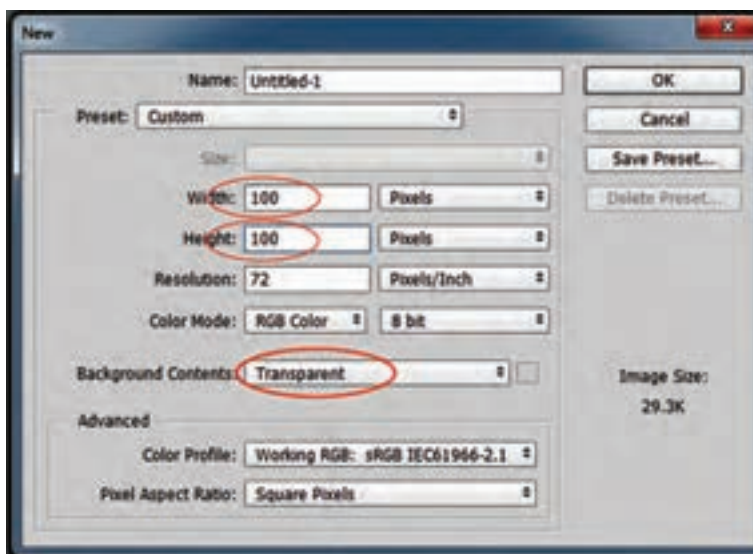 New
Name: Untitled-1
OK
Preset: Custom
Cancel
Size:
Save Preset...
Width: 100 Pixels
Delete Preset...
Height: 100 Pixels
Resolution: 72 Pixels/Inch
Color Mode: RGB Color 8 bit
Background Contents: Transparent
Image Size:
29.3K
Advanced
Color Profile: Working RGB: sRGB IEC61966-2.1
Pixel Aspect Ratio: Square Pixels